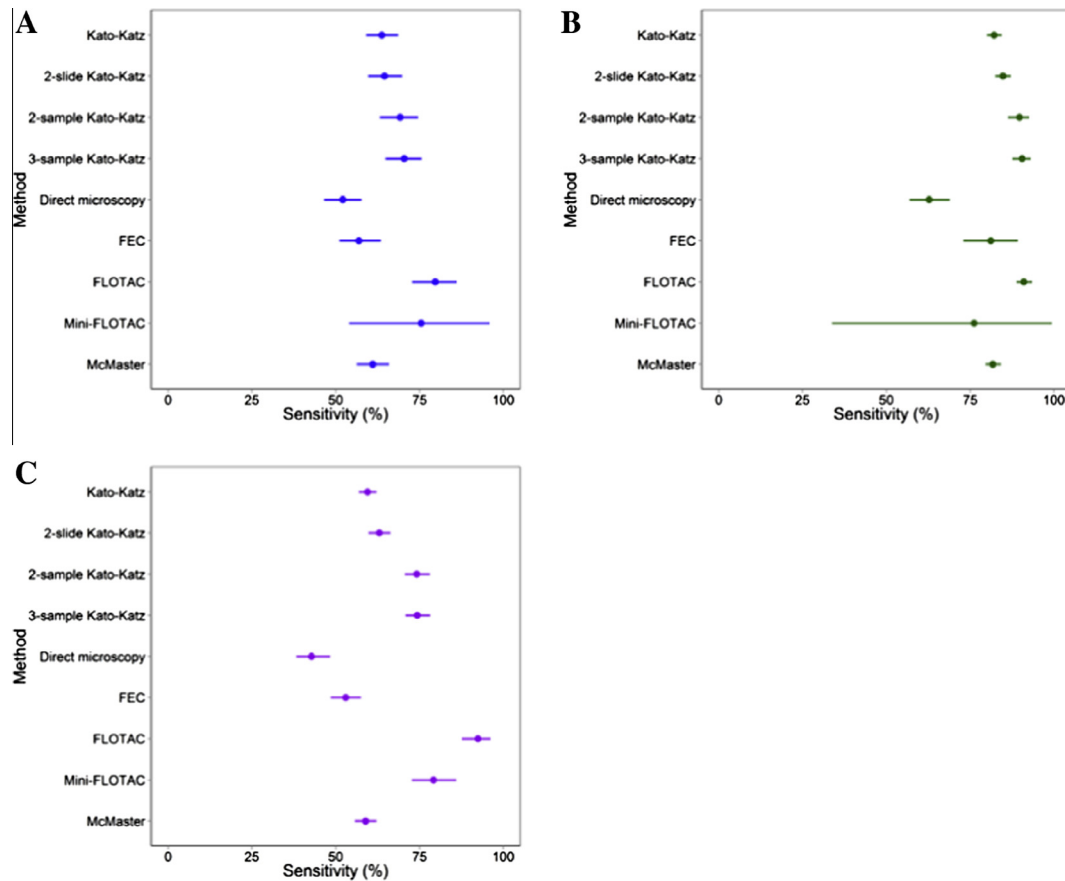 A
Method
Kato-Katz
2-slide Kato-Katz
2-sample Kato-Katz
3-sample Kato-Katz
Direct microscopy
FEC
FLOTAC
Mini-FLOTAC
McMaster
0 50 75 100
Sensitivity (%)
B
Method
Kato-Katz
2-slide Kato-Katz
2-sample Kato-Katz
3-sample Kato-Katz
Direct microscopy
FEC
FLOTAC
Mini-FLOTAC
McMaster
0 25 50 75 100
Sensitivity (%)
C
Method
Kato-Katz
2-slide Kato-Katz
2-sample Kato-Katz
3-sample Kato-Katz
Direct microscopy
FEC
FLOTAC
Mini-FLOTAC
McMaster
0 25 50 75 100
Sensitivity (%)